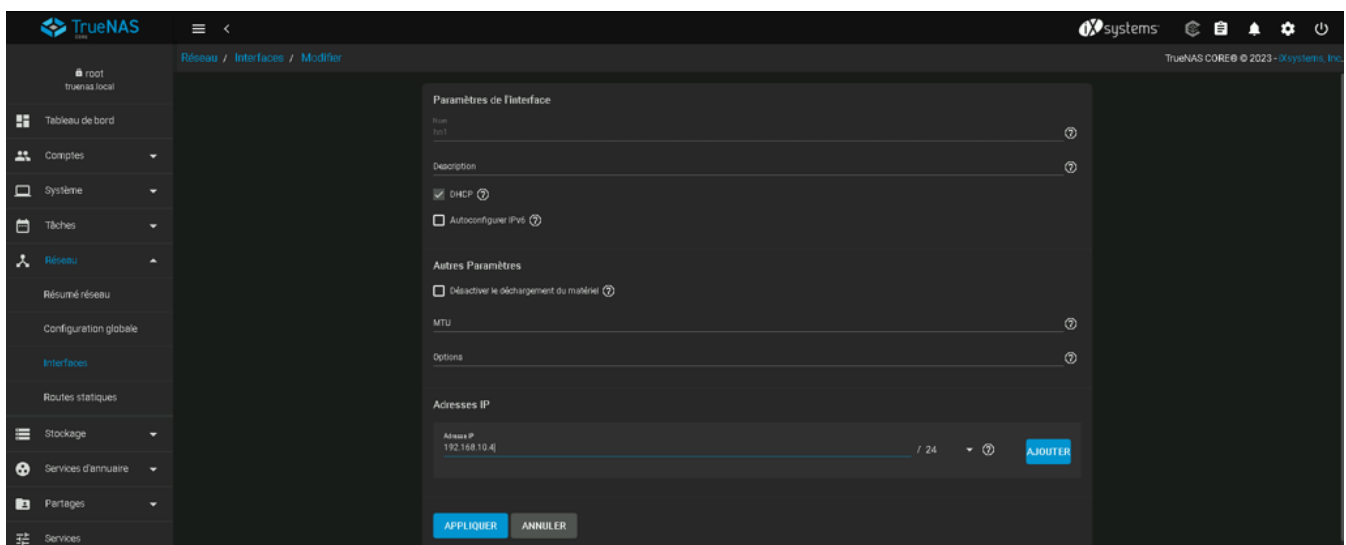 TrueNAS
CORE
iXsystems
root
truenas.local
Réseau / Interfaces / Modifier
TrueNAS CORE® © 2023 - iXsystems, Inc.
Tableau de bord
Comptes
Système
Tâches
Réseau
Résumé réseau
Configuration globale
Interfaces
Routes statiques
Stockage
Services d'annuaire
Partages
Services
Paramètres de l'interface
Nom
hn1
Description
DHCP
Autoconfigurer IPv6
Autres Paramètres
Désactiver le déchargement du matériel
MTU
Options
Adresses IP
Adresse IP
192.168.10.4
/ 24
AJOUTER
APPLIQUER
ANNULER